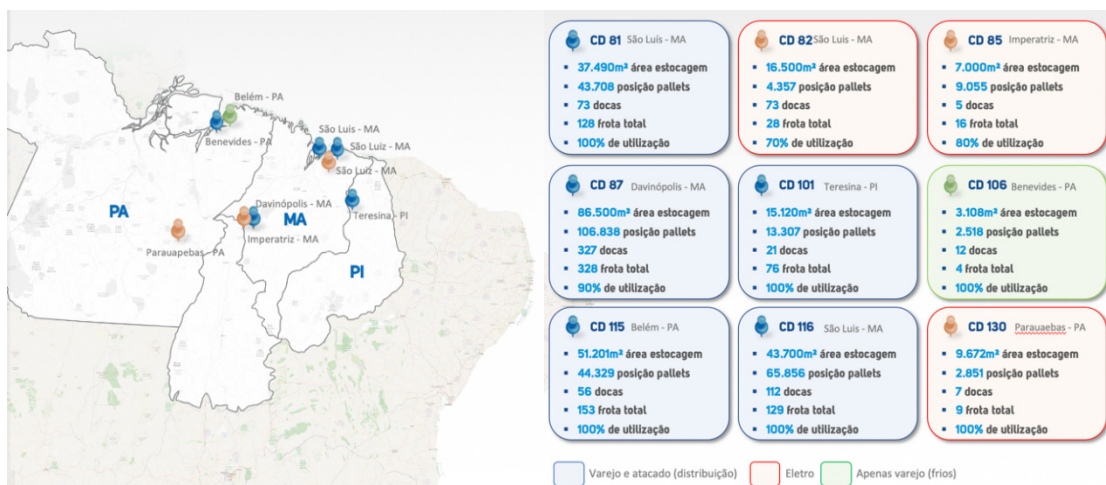 Belém - PA
Benevides - PA
São Luis - MA
São Luiz - MA
São Luiz - MA
Davinópolis - MA
PA
MA
Teresina - PI
Parauapebas - PA
Imperatriz - MA
PI
CD 81 São Luís - MA
37.490m² área estocagem
43.708 posição pallets
73 docas
128 frota total
100% de utilização
CD 82 São Luis - MA
16.500m² área estocagem
4.357 posição pallets
73 docas
28 frota total
70% de utilização
CD 85 Imperatriz - MA
7.000m² área estocagem
9.055 posição pallets
5 docas
16 frota total
80% de utilização
CD 87 Davinópolis - MA
86.500m² área estocagem
106.838 posição pallets
327 docas
328 frota total
90% de utilização
CD 101 Teresina - PI
15.120m² área estocagem
13.307 posição pallets
21 docas
76 frota total
100% de utilização
CD 106 Benevides - PA
3.108m² área estocagem
2.518 posição pallets
12 docas
4 frota total
100% de utilização
CD 115 Belém - PA
51.201m² área estocagem
44.329 posição pallets
56 docas
153 frota total
100% de utilização
CD 116 São Luis - MA
43.700m² área estocagem
65.856 posição pallets
112 docas
129 frota total
100% de utilização
CD 130 Parauaebas - PA
9.672m² área estocagem
2.851 posição pallets
7 docas
9 frota total
100% de utilização
Varejo e atacado (distribuição) Eletro Apenas varejo (frios)